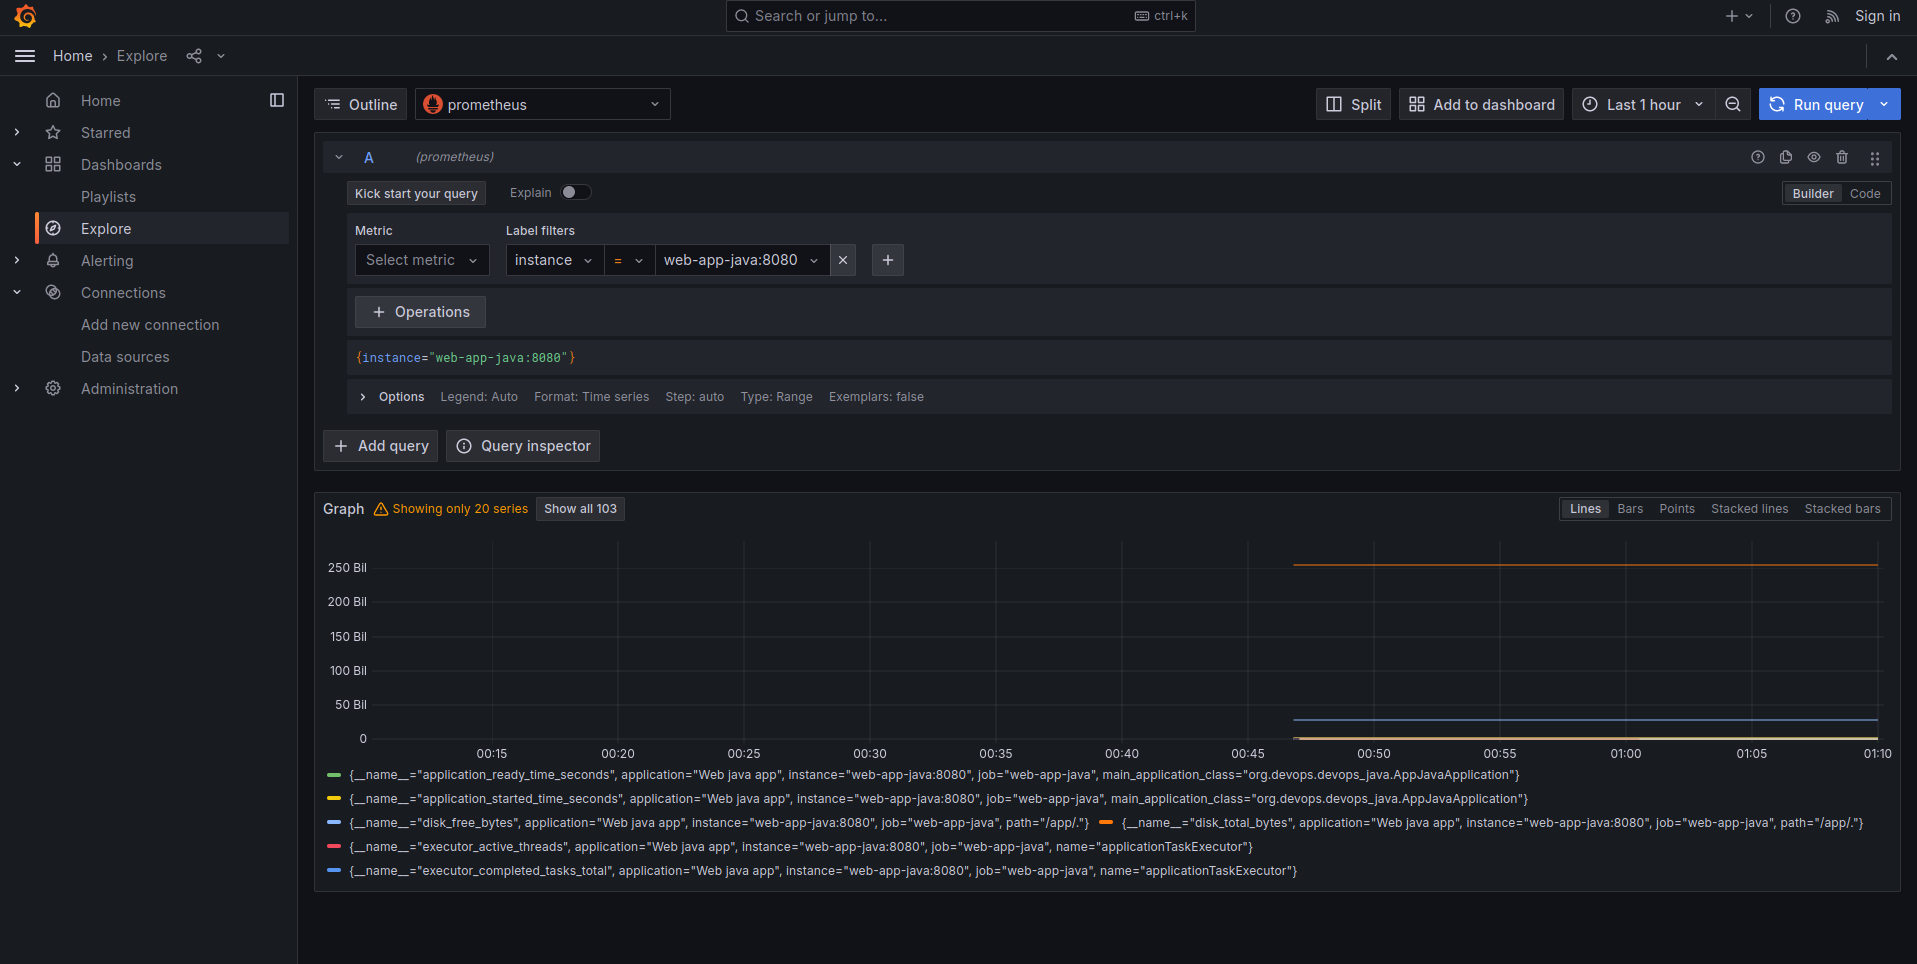 Search or jump to... ctrl+k Sign in
Home › Explore
Home
Starred
Dashboards
Playlists
Explore
Alerting
Connections
Add new connection
Data sources
Administration
Outline prometheus Split Add to dashboard Last 1 hour Run query
A (prometheus)
Kick start your query Explain Builder Code
Metric Label filters
Select metric instance = web-app-java:8080
+ Operations
{instance="web-app-java:8080"}
Options Legend: Auto Format: Time series Step: auto Type: Range Exemplars: false
+ Add query Query inspector
Graph Showing only 20 series Show all 103 Lines Bars Points Stacked lines Stacked bars
250 Bil
200 Bil
150 Bil
100 Bil
50 Bil
0
00:15 00:20 00:25 00:30 00:35 00:40 00:45 00:50 00:55 01:00 01:05 01:10
{__name__="application_ready_time_seconds", application="Web java app", instance="web-app-java:8080", job="web-app-java", main_application_class="org.devops.devops_java.AppJavaApplication"}
{__name__="application_started_time_seconds", application="Web java app", instance="web-app-java:8080", job="web-app-java", main_application_class="org.devops.devops_java.AppJavaApplication"}
{__name__="disk_free_bytes", application="Web java app", instance="web-app-java:8080", job="web-app-java", path="/app/."} {__name__="disk_total_bytes", application="Web java app", instance="web-app-java:8080", job="web-app-java", path="/app/."}
{__name__="executor_active_threads", application="Web java app", instance="web-app-java:8080", job="web-app-java", name="applicationTaskExecutor"}
{__name__="executor_completed_tasks_total", application="Web java app", instance="web-app-java:8080", job="web-app-java", name="applicationTaskExecutor"}